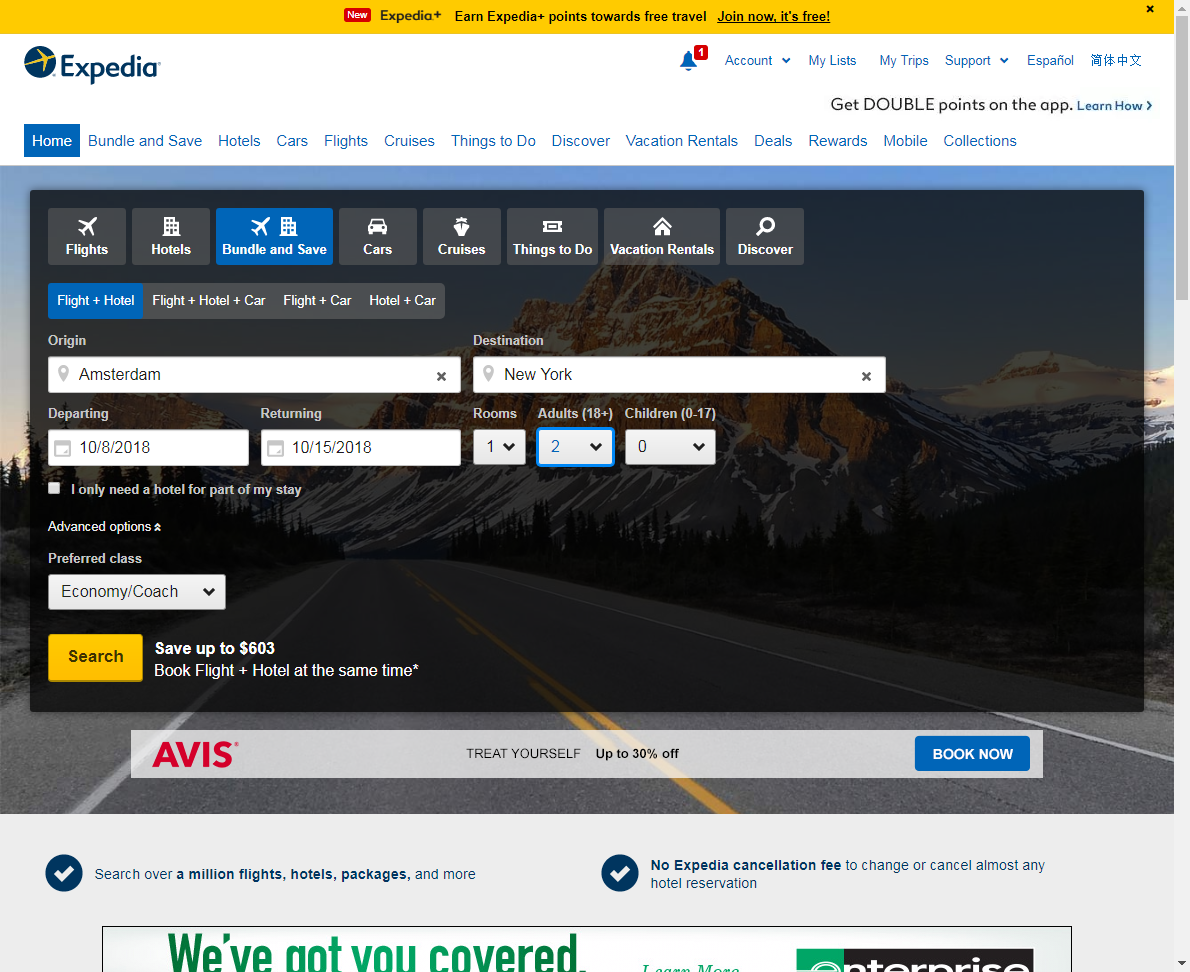 New Expedia+ Earn Expedia+ points towards free travel Join now, it's free! ×
Expedia
1 Account My Lists My Trips Support Español 简体中文
Get DOUBLE points on the app. Learn How
Home Bundle and Save Hotels Cars Flights Cruises Things to Do Discover Vacation Rentals Deals Rewards Mobile Collections
Flights Hotels Bundle and Save Cars Cruises Things to Do Vacation Rentals Discover
Flight + Hotel Flight + Hotel + Car Flight + Car Hotel + Car
Origin Destination
Amsterdam × New York ×
Departing Returning Rooms Adults (18+) Children (0-17)
10/8/2018 10/15/2018 1 2 0
I only need a hotel for part of my stay
Advanced options
Preferred class
Economy/Coach
Search Save up to $603
Book Flight + Hotel at the same time*
AVIS TREAT YOURSELF Up to 30% off BOOK NOW
Search over a million flights, hotels, packages, and more
No Expedia cancellation fee to change or cancel almost any
hotel reservation
We've got you covered. Learn More enterprise